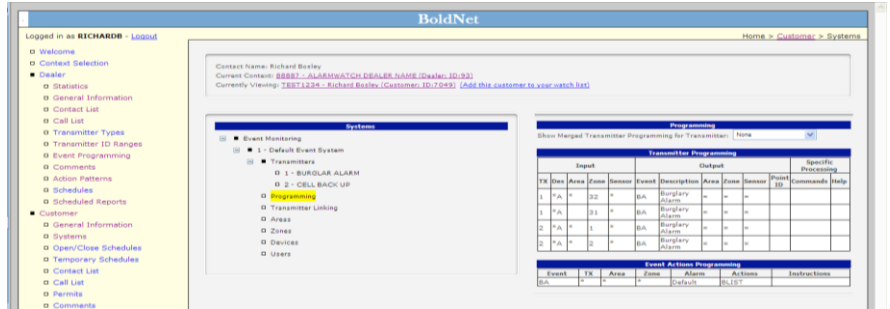 BoldNet
Logged in as RICHARDB - Logout
Home > Customer > Systems
Welcome
Context Selection
Dealer
Statistics
General Information
Contact List
Call List
Transmitter Types
Transmitter ID Ranges
Event Programming
Comments
Action Patterns
Schedules
Scheduled Reports
Customer
General Information
Systems
Open/Close Schedules
Temporary Schedules
Contact List
Call List
Permits
Comments
Contact Name: Richard Bosley
Current Context: 88887 - ALARMWATCH DEALER NAME (Dealer: ID:93)
Currently Viewing: TEST1234 - Richard Bosley (Customer: ID:7049) (Add this customer to your watch list)
Systems
Event Monitoring
1 - Default Event System
Transmitters
1 - BURGLAR ALARM
2 - CELL BACK UP
Programming
Transmitter Linking
Areas
Zones
Devices
Users
Programming
Show Merged Transmitter Programming for Transmitter: None
Transmitter Programming
Input Output Specific Processing
TX Des Area Zone Sensor Event Description Area Zone Sensor Point ID Commands Help
1 *A * 32 * BA Burglary Alarm = = =
1 *A 31 * BA Burglary Alarm = = =
2 *A * 1 * BA Burglary Alarm = = =
2 *A * 2 * BA Burglary Alarm = = =
Event Actions Programming
Event TX Area Zone Alarm Actions Instructions
BA * * * Default BLIST